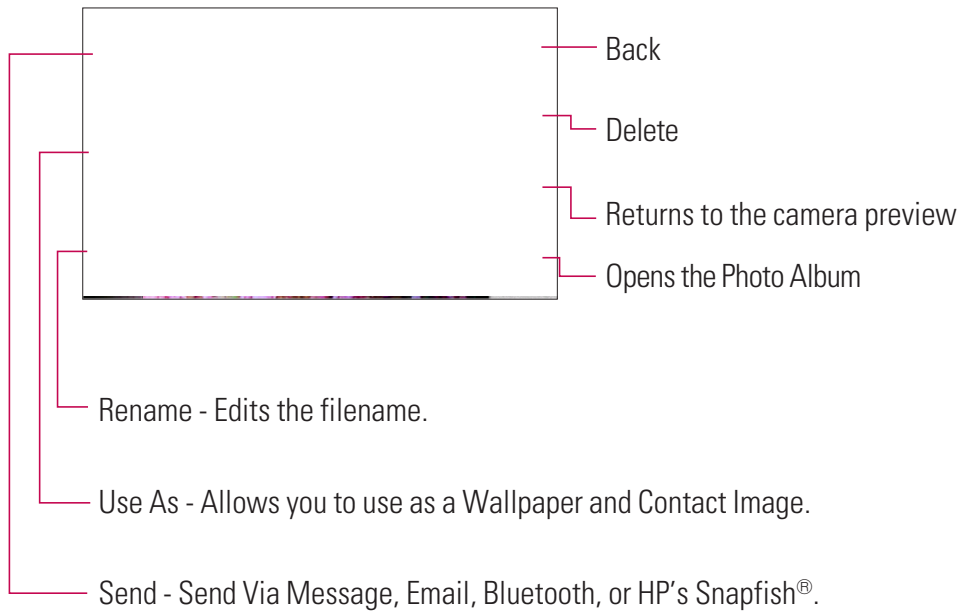 Back
Delete
Returns to the camera preview
Opens the Photo Album
Rename - Edits the filename.
Use As - Allows you to use as a Wallpaper and Contact Image.
Send - Send Via Message, Email, Bluetooth, or HP's Snapfish®.